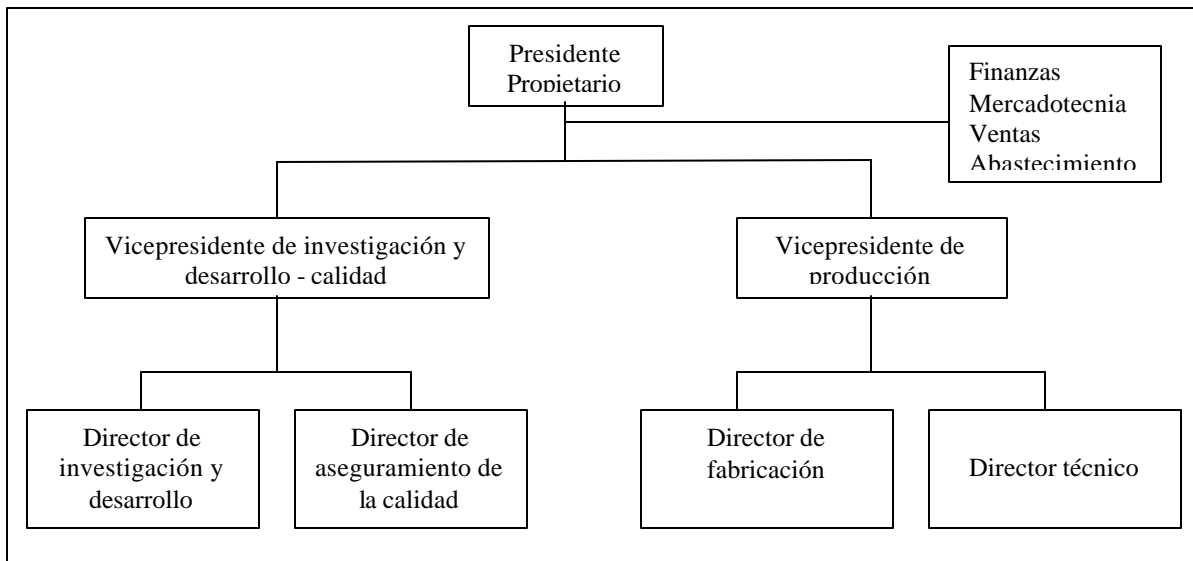 Presidente
Propietario
Finanzas
Mercadotecnia
Ventas
Abastecimiento
Vicepresidente de investigación y
desarrollo - calidad
Vicepresidente de
producción
Director de
investigación y
desarrollo
Director de
aseguramiento de
la calidad
Director de
fabricación
Director técnico